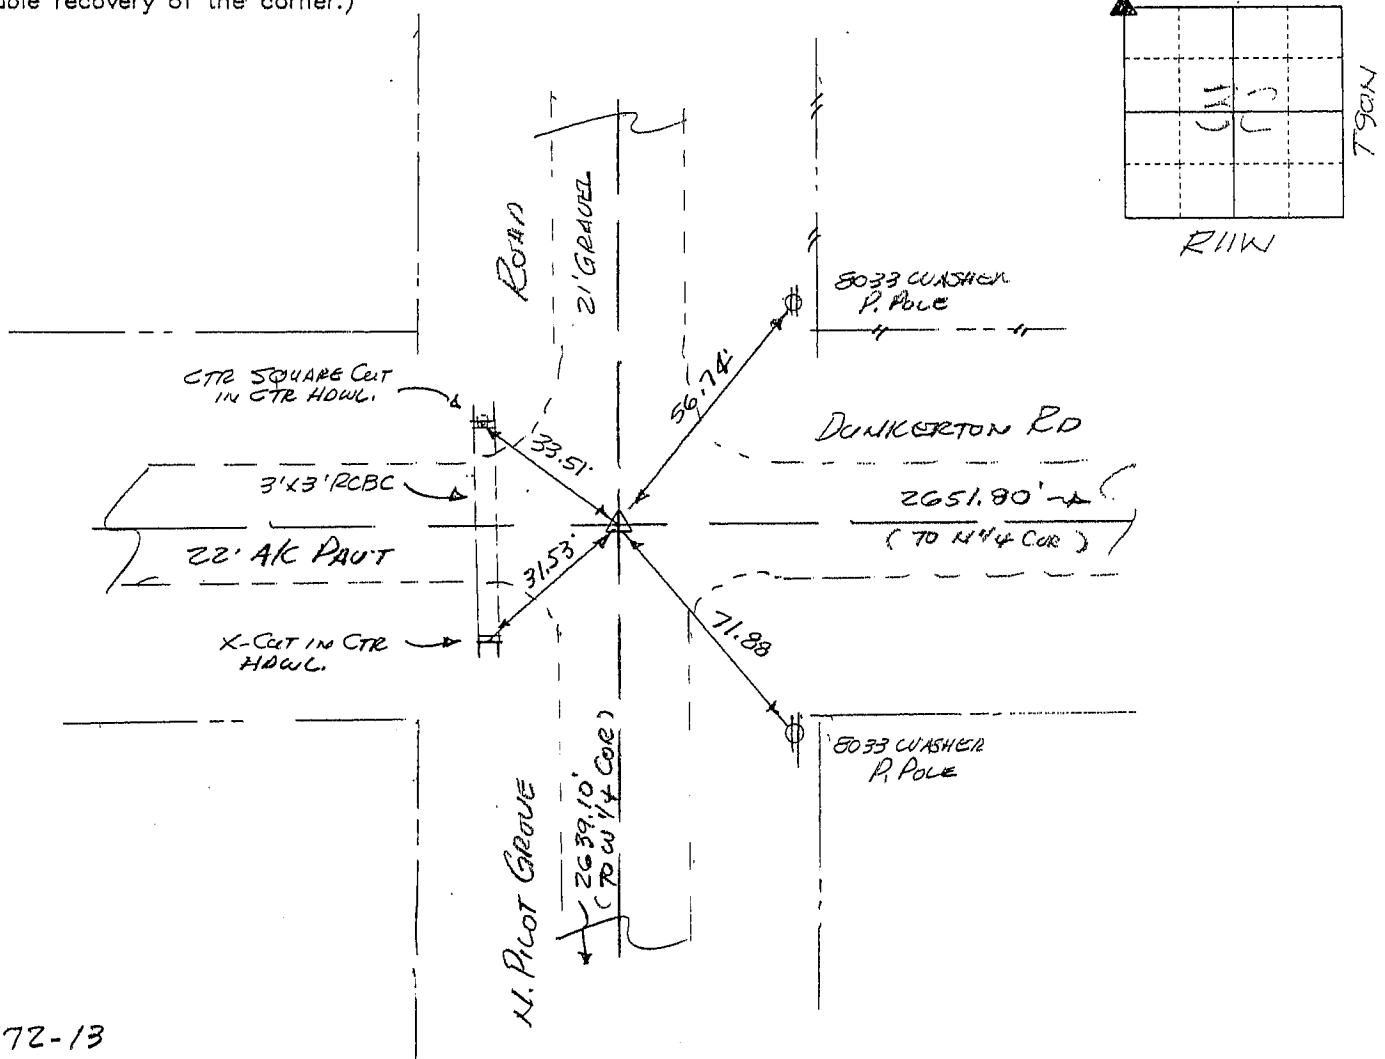 able recovery of the corner.)
T90N
R11W
ROAD
21' GRAVEL
8033 WASHER
P. POLE
CTR SQUARE CUT
IN CTR HDWL.
56.74'
DUNKERTON RD
33.51'
3'X3' RCBC
2651.80'
( TO N 1/4 COR )
22' A/C PAV'T
31.53'
71.88
X-CUT IN CTR
HDWL.
8033 WASHER
P. POLE
2639.10'
( TO W 1/4 COR )
N. PILOT GROVE
72-13